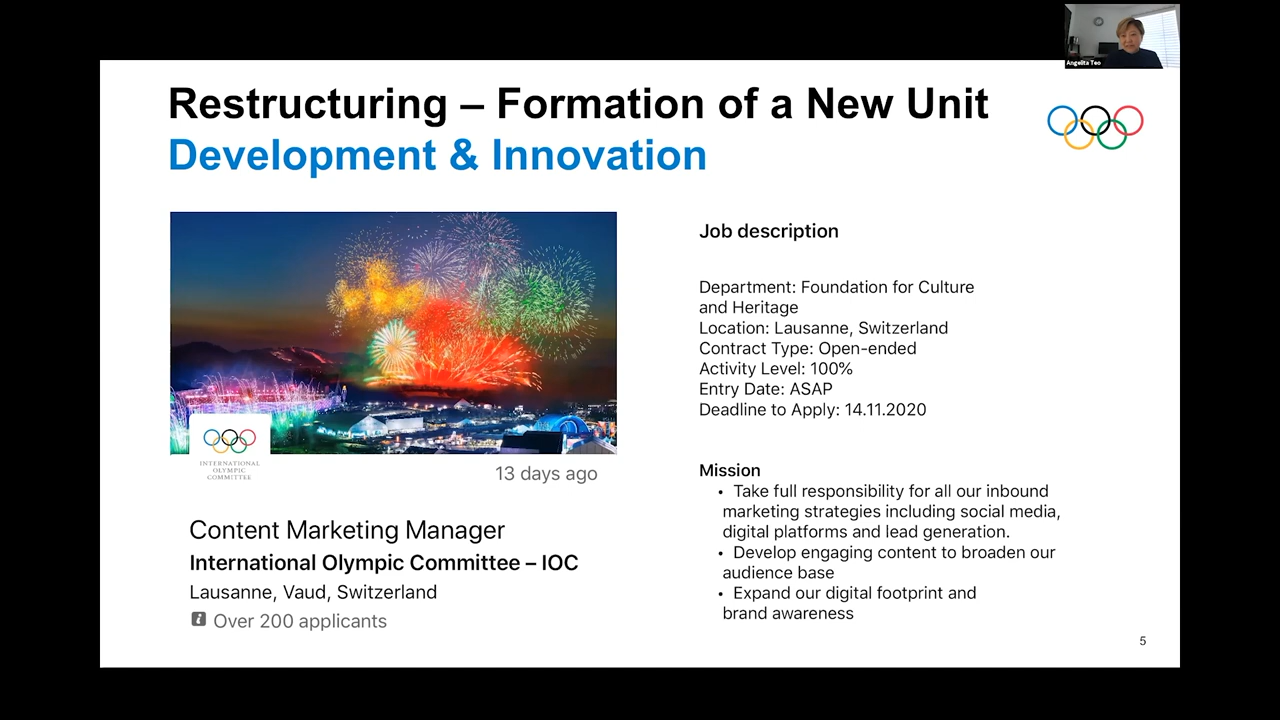 Angelita Teo
Restructuring – Formation of a New Unit
Development & Innovation
INTERNATIONAL
OLYMPIC
COMMITTEE
13 days ago
Content Marketing Manager
International Olympic Committee – IOC
Lausanne, Vaud, Switzerland
Over 200 applicants
Job description
Department: Foundation for Culture
and Heritage
Location: Lausanne, Switzerland
Contract Type: Open-ended
Activity Level: 100%
Entry Date: ASAP
Deadline to Apply: 14.11.2020
Mission
• Take full responsibility for all our inbound
marketing strategies including social media,
digital platforms and lead generation.
• Develop engaging content to broaden our
audience base
• Expand our digital footprint and
brand awareness
5